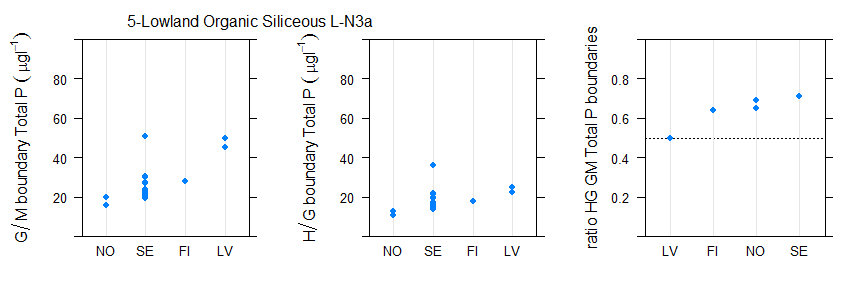 5-Lowland Organic Siliceous L-N3a
G/M boundary Total P ( μgl⁻¹)
80
60
40
20
NO SE FI LV
H/G boundary Total P ( μgl⁻¹)
80
60
40
20
NO SE FI LV
ratio HG GM Total P boundaries
0.8
0.6
0.4
0.2
LV FI NO SE